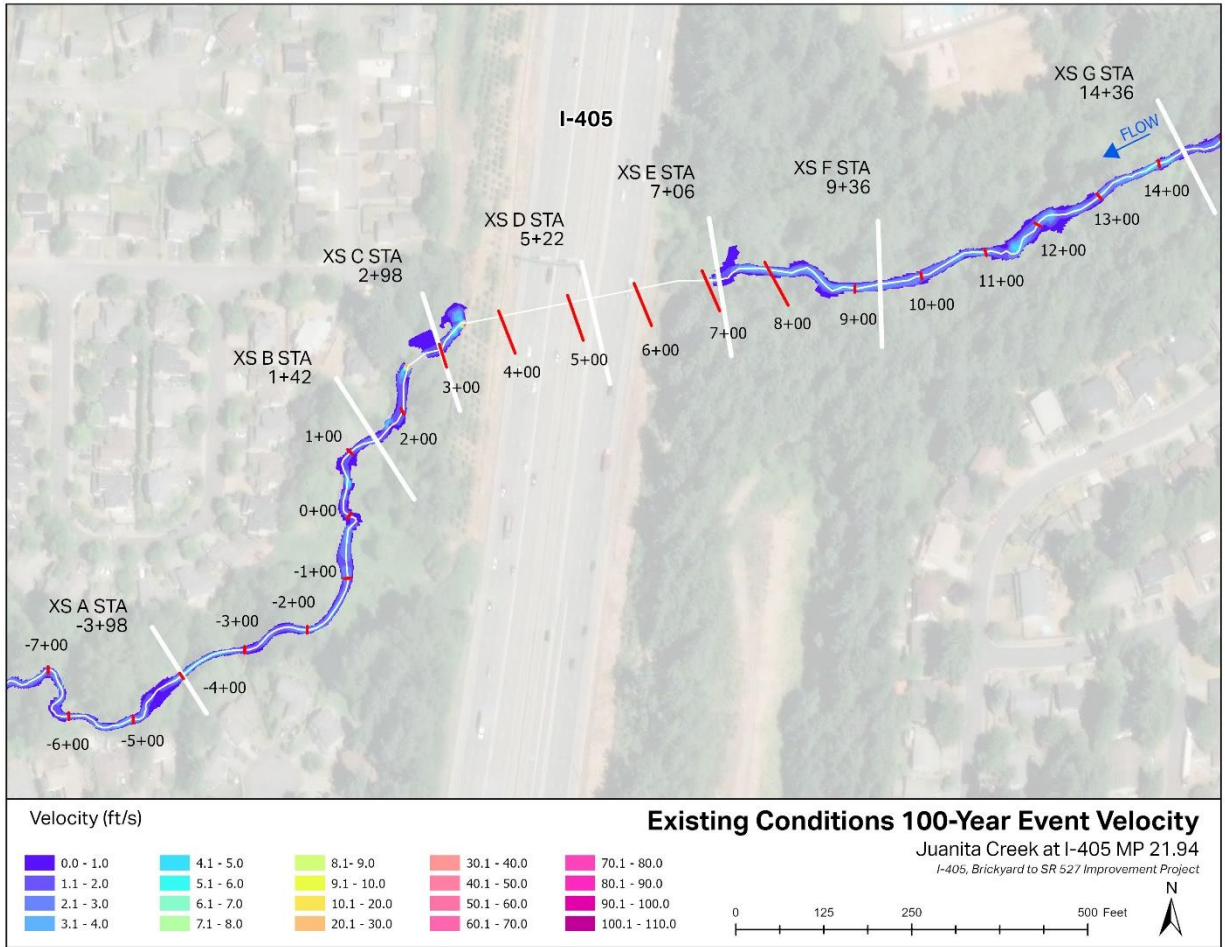 XS G STA
14+36
FLOW
I-405
14+00
XS F STA
9+36
XS E STA
7+06
13+00
XS D STA
5+22
12+00
11+00
XS C STA
2+98
10+00
9+00
8+00
7+00
6+00
5+00
4+00
3+00
XS B STA
1+42
2+00
1+00
0+00
-1+00
-2+00
-3+00
XS A STA
-3+98
-7+00
-4+00
-6+00
-5+00
Velocity (ft/s)
0.0 - 1.0
1.1 - 2.0
2.1 - 3.0
3.1 - 4.0
4.1 - 5.0
5.1 - 6.0
6.1 - 7.0
7.1 - 8.0
8.1- 9.0
9.1 - 10.0
10.1 - 20.0
20.1 - 30.0
30.1 - 40.0
40.1 - 50.0
50.1 - 60.0
60.1 - 70.0
70.1 - 80.0
80.1 - 90.0
90.1 - 100.0
100.1 - 110.0
Existing Conditions 100-Year Event Velocity
Juanita Creek at I-405 MP 21.94
I-405, Brickyard to SR 527 Improvement Project
N
0 125 250 500 Feet